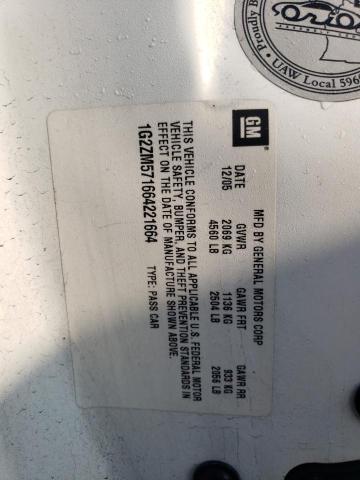 Orion
Proudly
UAW Local 596
GM
MFD BY GENERAL MOTORS CORP
DATE GVWR GAWR FRT GAWR RR
12/05 2069 KG 1136 KG 933 KG
4560 LB 2504 LB 2056 LB
THIS VEHICLE CONFORMS TO ALL APPLICABLE U.S. FEDERAL MOTOR
VEHICLE SAFETY, BUMPER, AND THEFT PREVENTION STANDARDS IN
EFFECT ON THE DATE OF MANUFACTURE SHOWN ABOVE.
1G2ZM571664221664 TYPE: PASS CAR